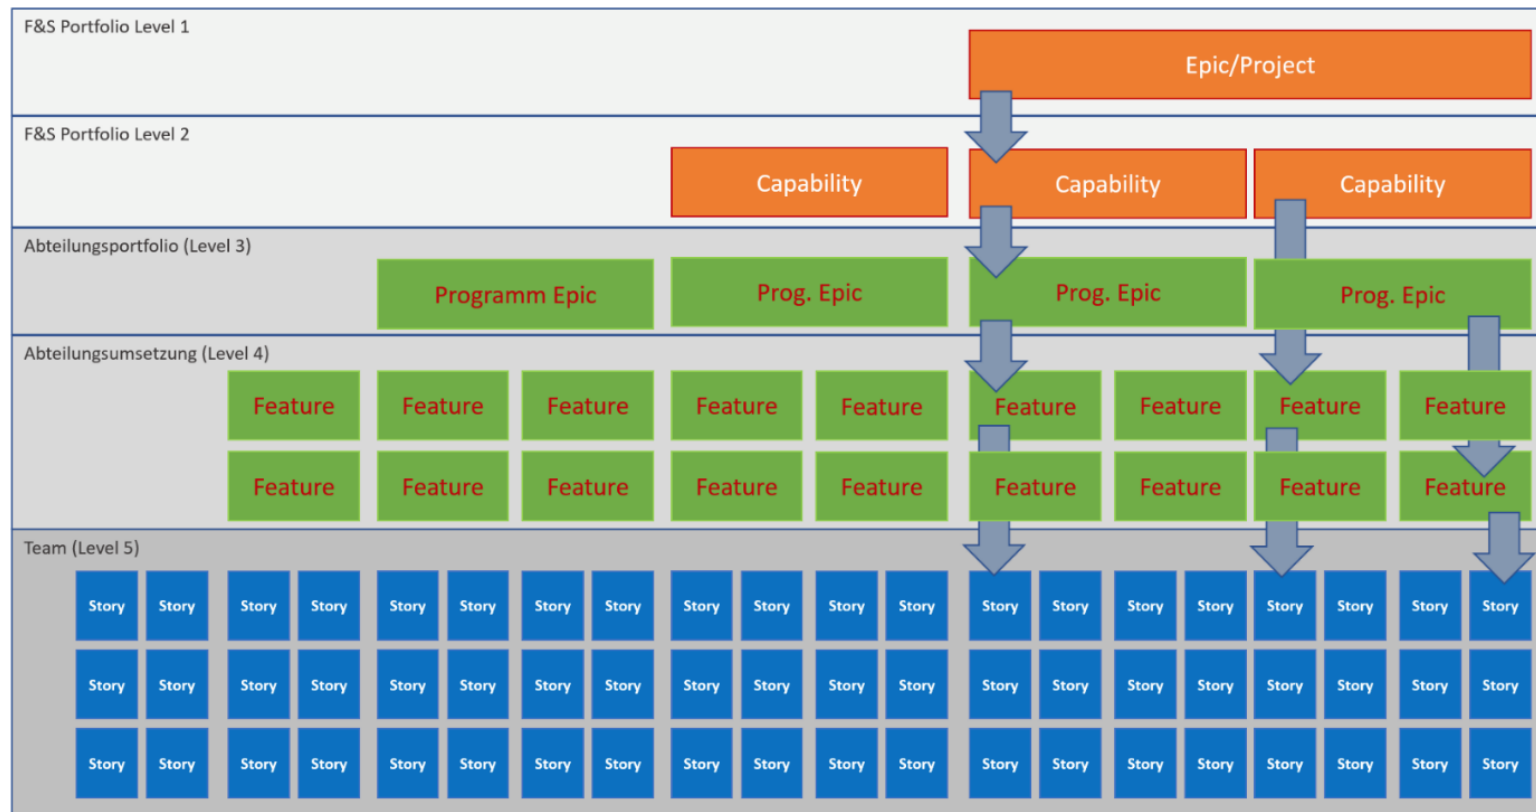 F&S Portfolio Level 1
Epic/Project
F&S Portfolio Level 2
Capability Capability Capability
Abteilungsportfolio (Level 3)
Programm Epic Prog. Epic Prog. Epic Prog. Epic
Abteilungsumsetzung (Level 4)
Feature Feature Feature Feature Feature Feature Feature Feature Feature
Feature Feature Feature Feature Feature Feature Feature Feature Feature
Team (Level 5)
Story Story Story Story Story Story Story Story Story Story Story Story Story Story Story Story Story Story Story Story
Story Story Story Story Story Story Story Story Story Story Story Story Story Story Story Story Story Story Story Story
Story Story Story Story Story Story Story Story Story Story Story Story Story Story Story Story Story Story Story Story